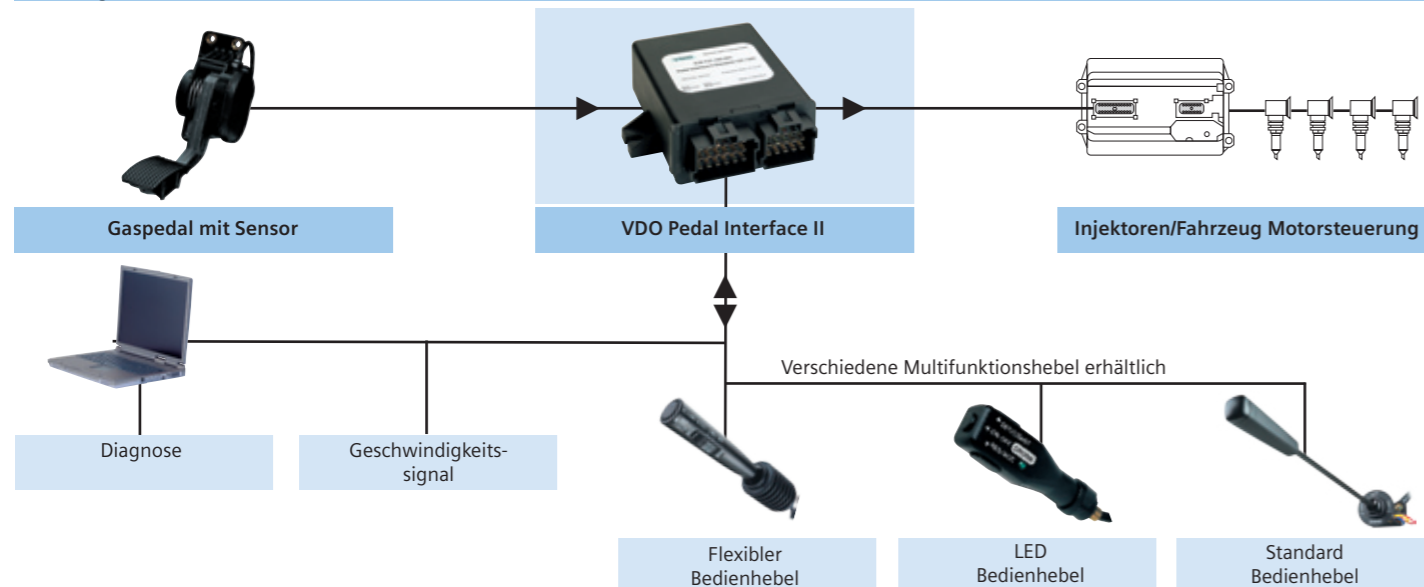 Gaspedal mit Sensor
VDO Pedal Interface II
Injektoren/Fahrzeug Motorsteuerung
Verschiedene Multifunktionshebel erhältlich
Diagnose
Geschwindigkeits-
signal
Flexibler
Bedienhebel
LED
Bedienhebel
Standard
Bedienhebel